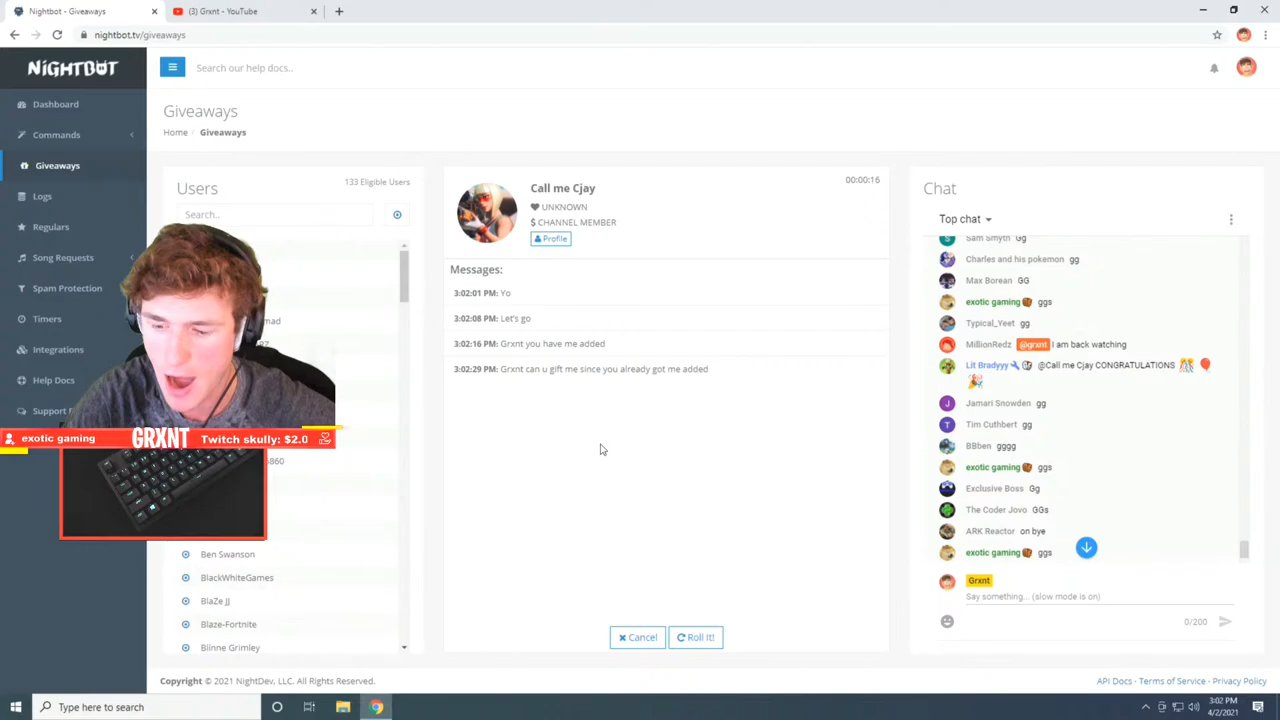 Nightbot - Giveaways
(3) Grxnt - YouTube
nightbot.tv/giveaways
NiGHTBOT
Search our help docs..
Dashboard
Commands
Giveaways
Logs
Regulars
Song Requests
Spam Protection
Timers
Integrations
Help Docs
Support F
Giveaways
Home / Giveaways
Users
133 Eligible Users
Search..
mad
5860
Ben Swanson
BlackWhiteGames
BlaZe JJ
Blaze-Fortnite
Blinne Grimley
exotic gaming
GRXNT
Twitch skully: $2.0
Call me Cjay
00:00:16
UNKNOWN
$ CHANNEL MEMBER
Profile
Messages:
3:02:01 PM: Yo
3:02:08 PM: Let's go
3:02:16 PM: Grxnt you have me added
3:02:29 PM: Grxnt can u gift me since you already got me added
Cancel
Roll It!
Chat
Top chat
Sam Smyth Gg
Charles and his pokemon gg
Max Borean GG
exotic gaming ggs
Typical_Yeet gg
MillionRedz @grxnt I am back watching
Lit Bradyyy @Call me Cjay CONGRATULATIONS
Jamari Snowden gg
Tim Cuthbert gg
BBben gggg
exotic gaming ggs
Exclusive Boss Gg
The Coder Jovo GGs
ARK Reactor on bye
exotic gaming ggs
Grxnt
Say something... (slow mode is on)
0/200
Copyright © 2021 NightDev, LLC. All Rights Reserved.
API Docs - Terms of Service - Privacy Policy
Type here to search
3:02 PM
4/2/2021